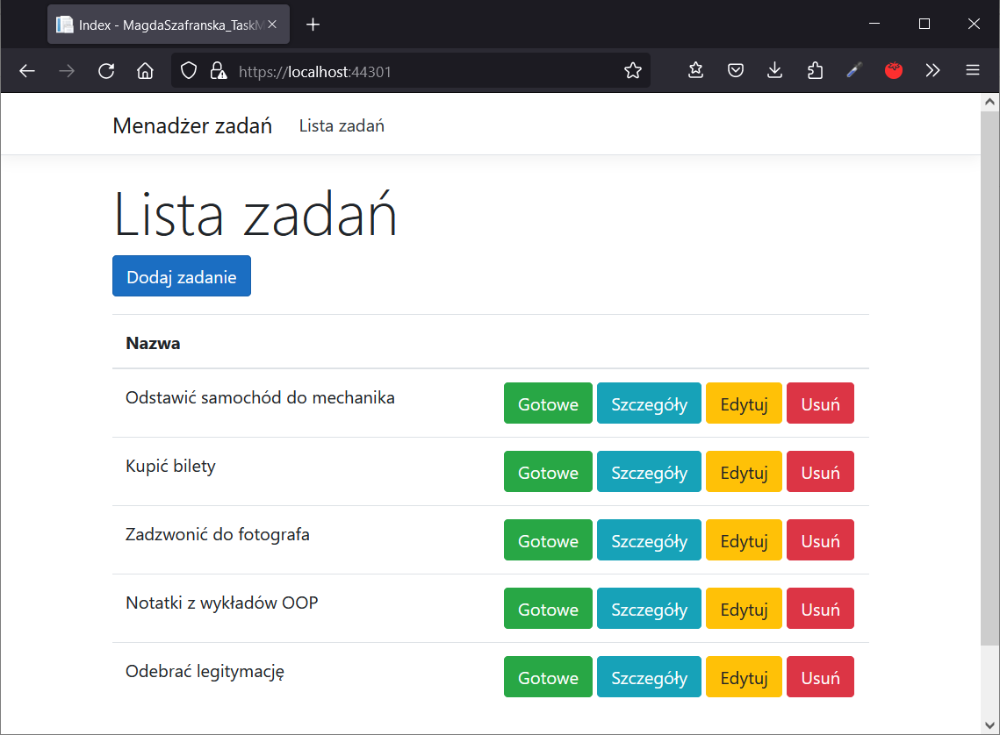 Index - MagdaSzafranska_TaskM
https://localhost:44301
Menadżer zadań Lista zadań
Lista zadań
Dodaj zadanie
Nazwa
Odstawić samochód do mechanika Gotowe Szczegóły Edytuj Usuń
Kupić bilety Gotowe Szczegóły Edytuj Usuń
Zadzwonić do fotografa Gotowe Szczegóły Edytuj Usuń
Notatki z wykładów OOP Gotowe Szczegóły Edytuj Usuń
Odebrać legitymację Gotowe Szczegóły Edytuj Usuń